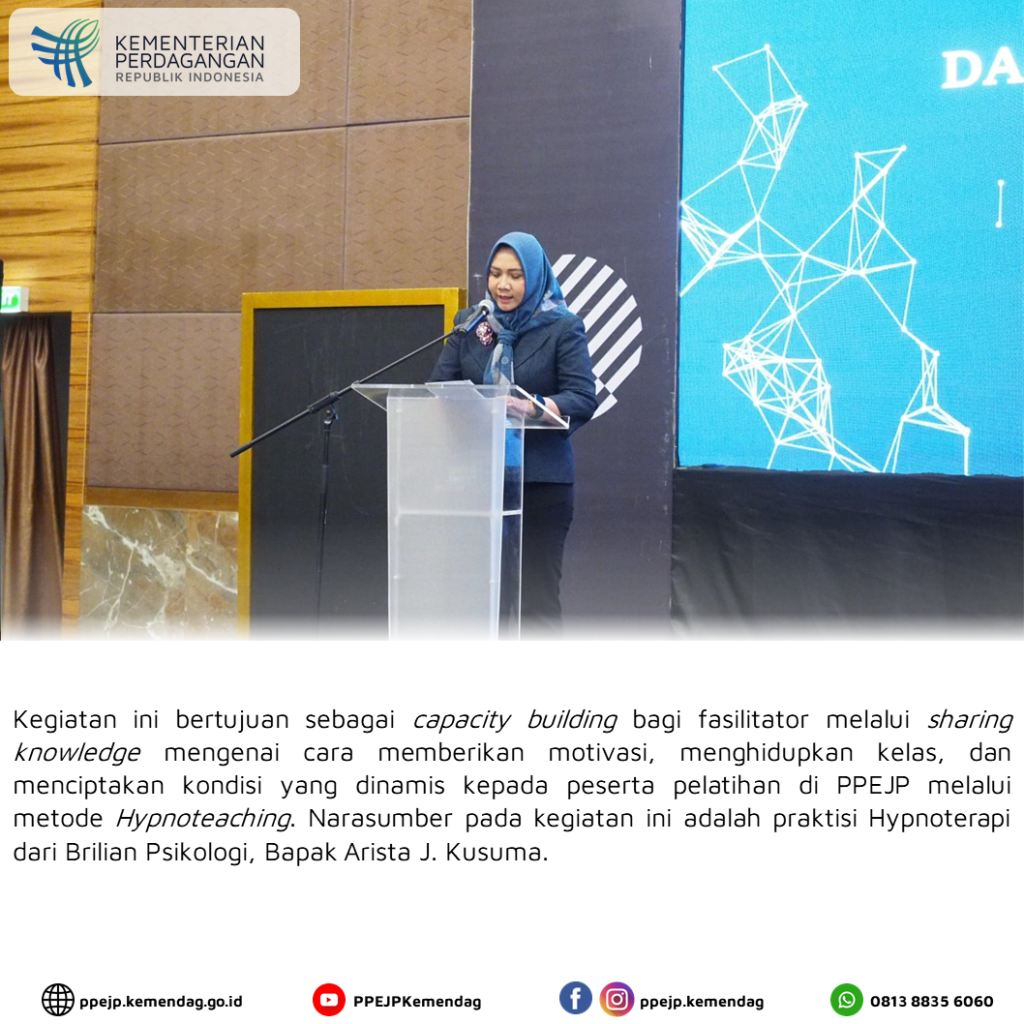 KEMENTERIAN
PERDAGANGAN
REPUBLIK INDONESIA
DA
Kegiatan ini bertujuan sebagai capacity building bagi fasilitator melalui sharing
knowledge mengenai cara memberikan motivasi, menghidupkan kelas, dan
menciptakan kondisi yang dinamis kepada peserta pelatihan di PPEJP melalui
metode Hypnoteaching. Narasumber pada kegiatan ini adalah praktisi Hypnoterapi
dari Brilian Psikologi, Bapak Arista J. Kusuma.
ppejp.kemendag.go.id
PPEJPKemendag
ppejp.kemendag
0813 8835 6060